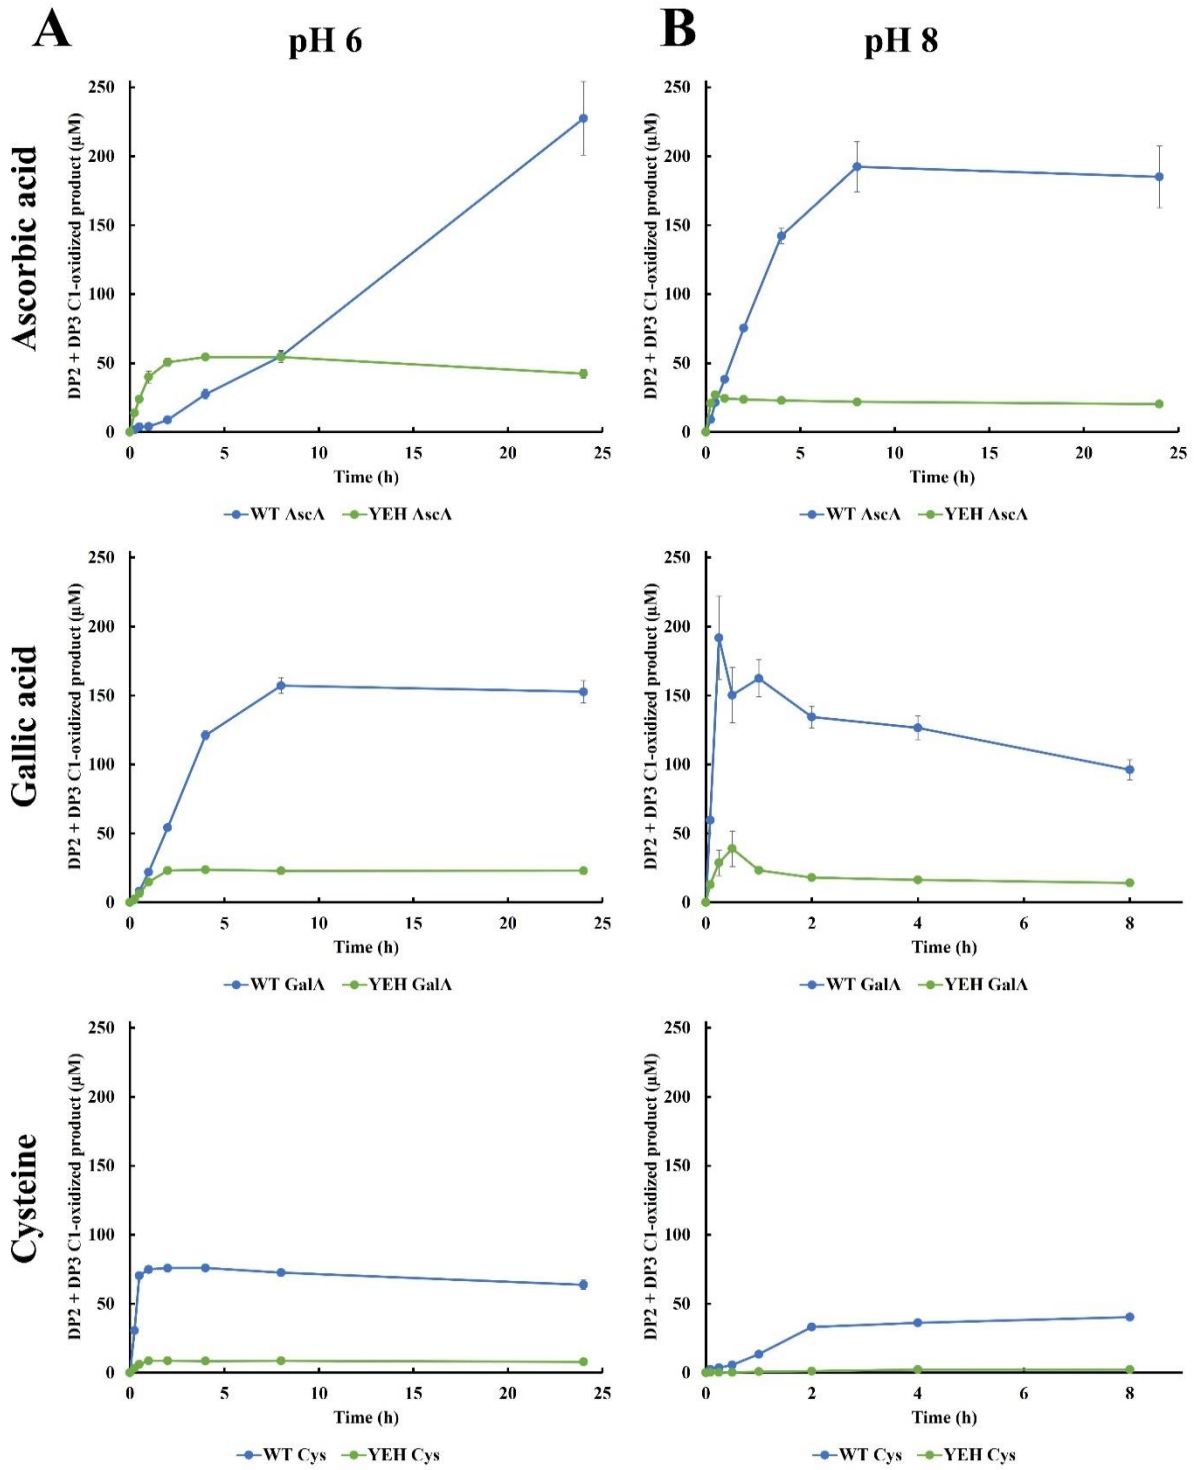 A
pH 6
B
pH 8
Ascorbic acid
DP2 + DP3 C1-oxidized product (µM)
250
200
150
100
50
0
0 5 10 15 20 25
Time (h)
WT AscA YEH AscA
DP2 + DP3 C1-oxidized product (µM)
250
200
150
100
50
0
0 5 10 15 20 25
Time (h)
WT AscA YEH AscA
Gallic acid
DP2 + DP3 C1-oxidized product (µM)
250
200
150
100
50
0
0 5 10 15 20 25
Time (h)
WT GalA YEH GalA
DP2 + DP3 C1-oxidized product (µM)
250
200
150
100
50
0
0 2 4 6 8
Time (h)
WT GalA YEH GalA
Cysteine
DP2 + DP3 C1-oxidized product (µM)
250
200
150
100
50
0
0 5 10 15 20 25
Time (h)
WT Cys YEH Cys
DP2 + DP3 C1-oxidized product (µM)
250
200
150
100
50
0
0 2 4 6 8
Time (h)
WT Cys YEH Cys